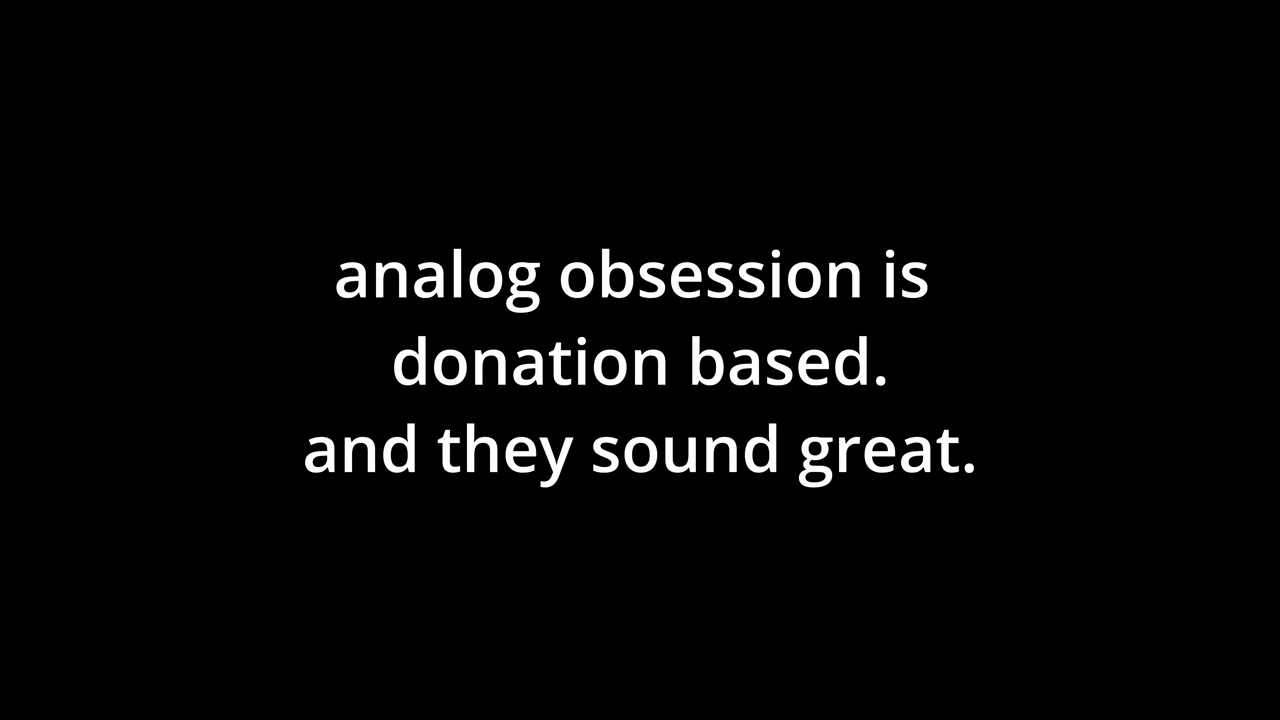 analog obsession is
donation based.
and they sound great.